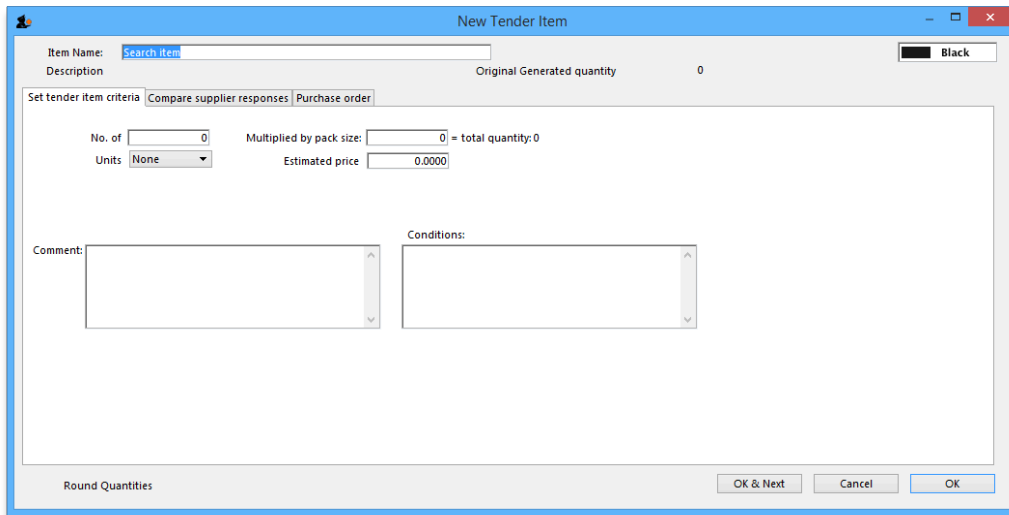 New Tender Item
Item Name: Search item Black
Description Original Generated quantity 0
Set tender item criteria Compare supplier responses Purchase order
No. of 0 Multiplied by pack size: 0 = total quantity:0
Units None Estimated price 0.0000
Conditions:
Comment:
Round Quantities OK & Next Cancel OK